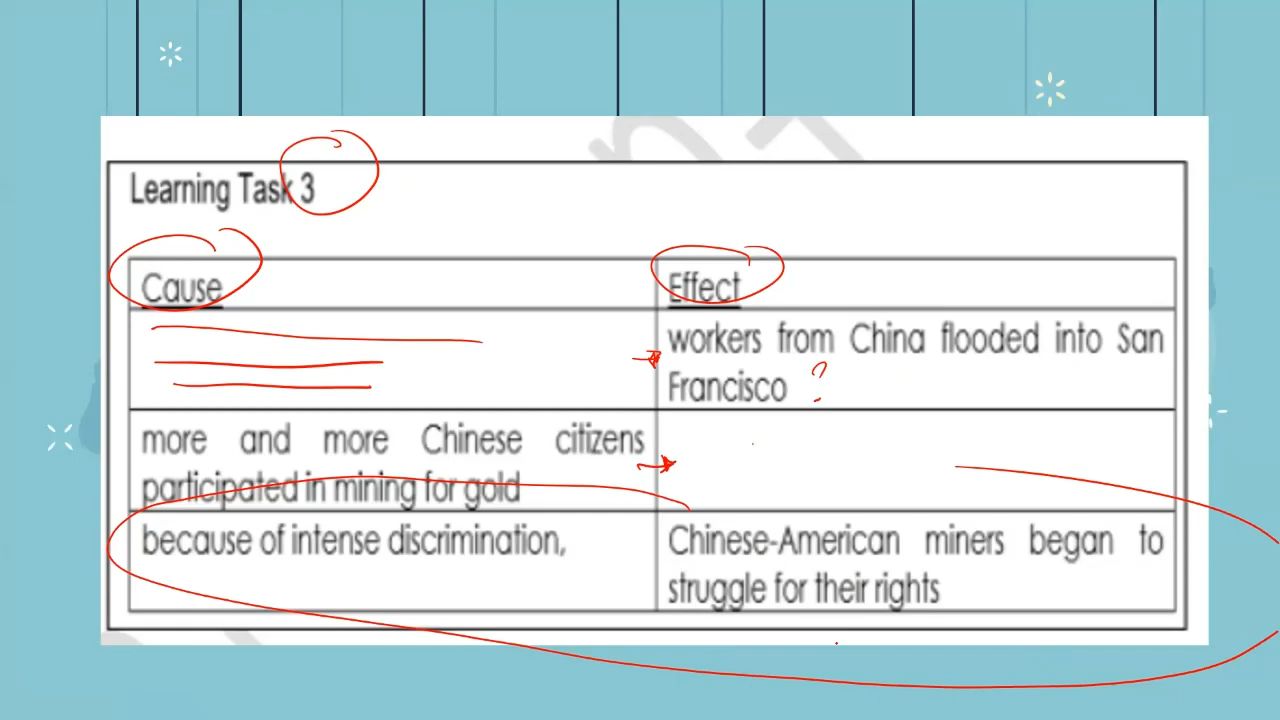 Learning Task 3
Cause
Effect
workers from China flooded into San
Francisco ?
more and more Chinese citizens
participated in mining for gold
because of intense discrimination,
Chinese-American miners began to
struggle for their rights